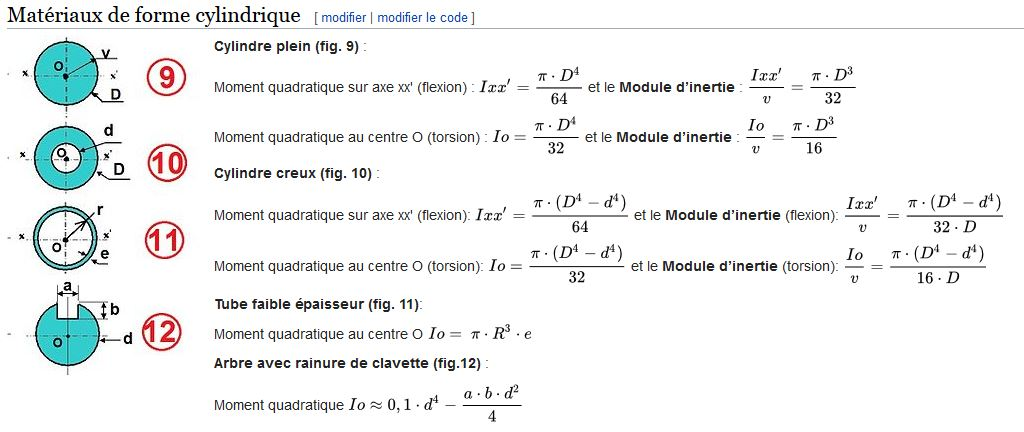 Matériaux de forme cylindrique [ modifier | modifier le code ]
Cylindre plein (fig. 9) :
Moment quadratique sur axe xx' (flexion) : Ixx' = π · D⁴ / 64 et le Module d'inertie : Ixx' / v = π · D³ / 32
Moment quadratique au centre O (torsion) : Io = π · D⁴ / 32 et le Module d'inertie : Io / v = π · D³ / 16
Cylindre creux (fig. 10) :
Moment quadratique sur axe xx' (flexion): Ixx' = π · (D⁴ − d⁴) / 64 et le Module d'inertie (flexion): Ixx' / v = π · (D⁴ − d⁴) / 32 · D
Moment quadratique au centre O (torsion): Io = π · (D⁴ − d⁴) / 32 et le Module d'inertie (torsion): Io / v = π · (D⁴ − d⁴) / 16 · D
Tube faible épaisseur (fig. 11):
Moment quadratique au centre O Io = π · R³ · e
Arbre avec rainure de clavette (fig.12) :
Moment quadratique Io ≈ 0,1 · d⁴ − a · b · d² / 4
x O v x' D 9
x O d x' D 10
x O r x' e 11
a b O d 12